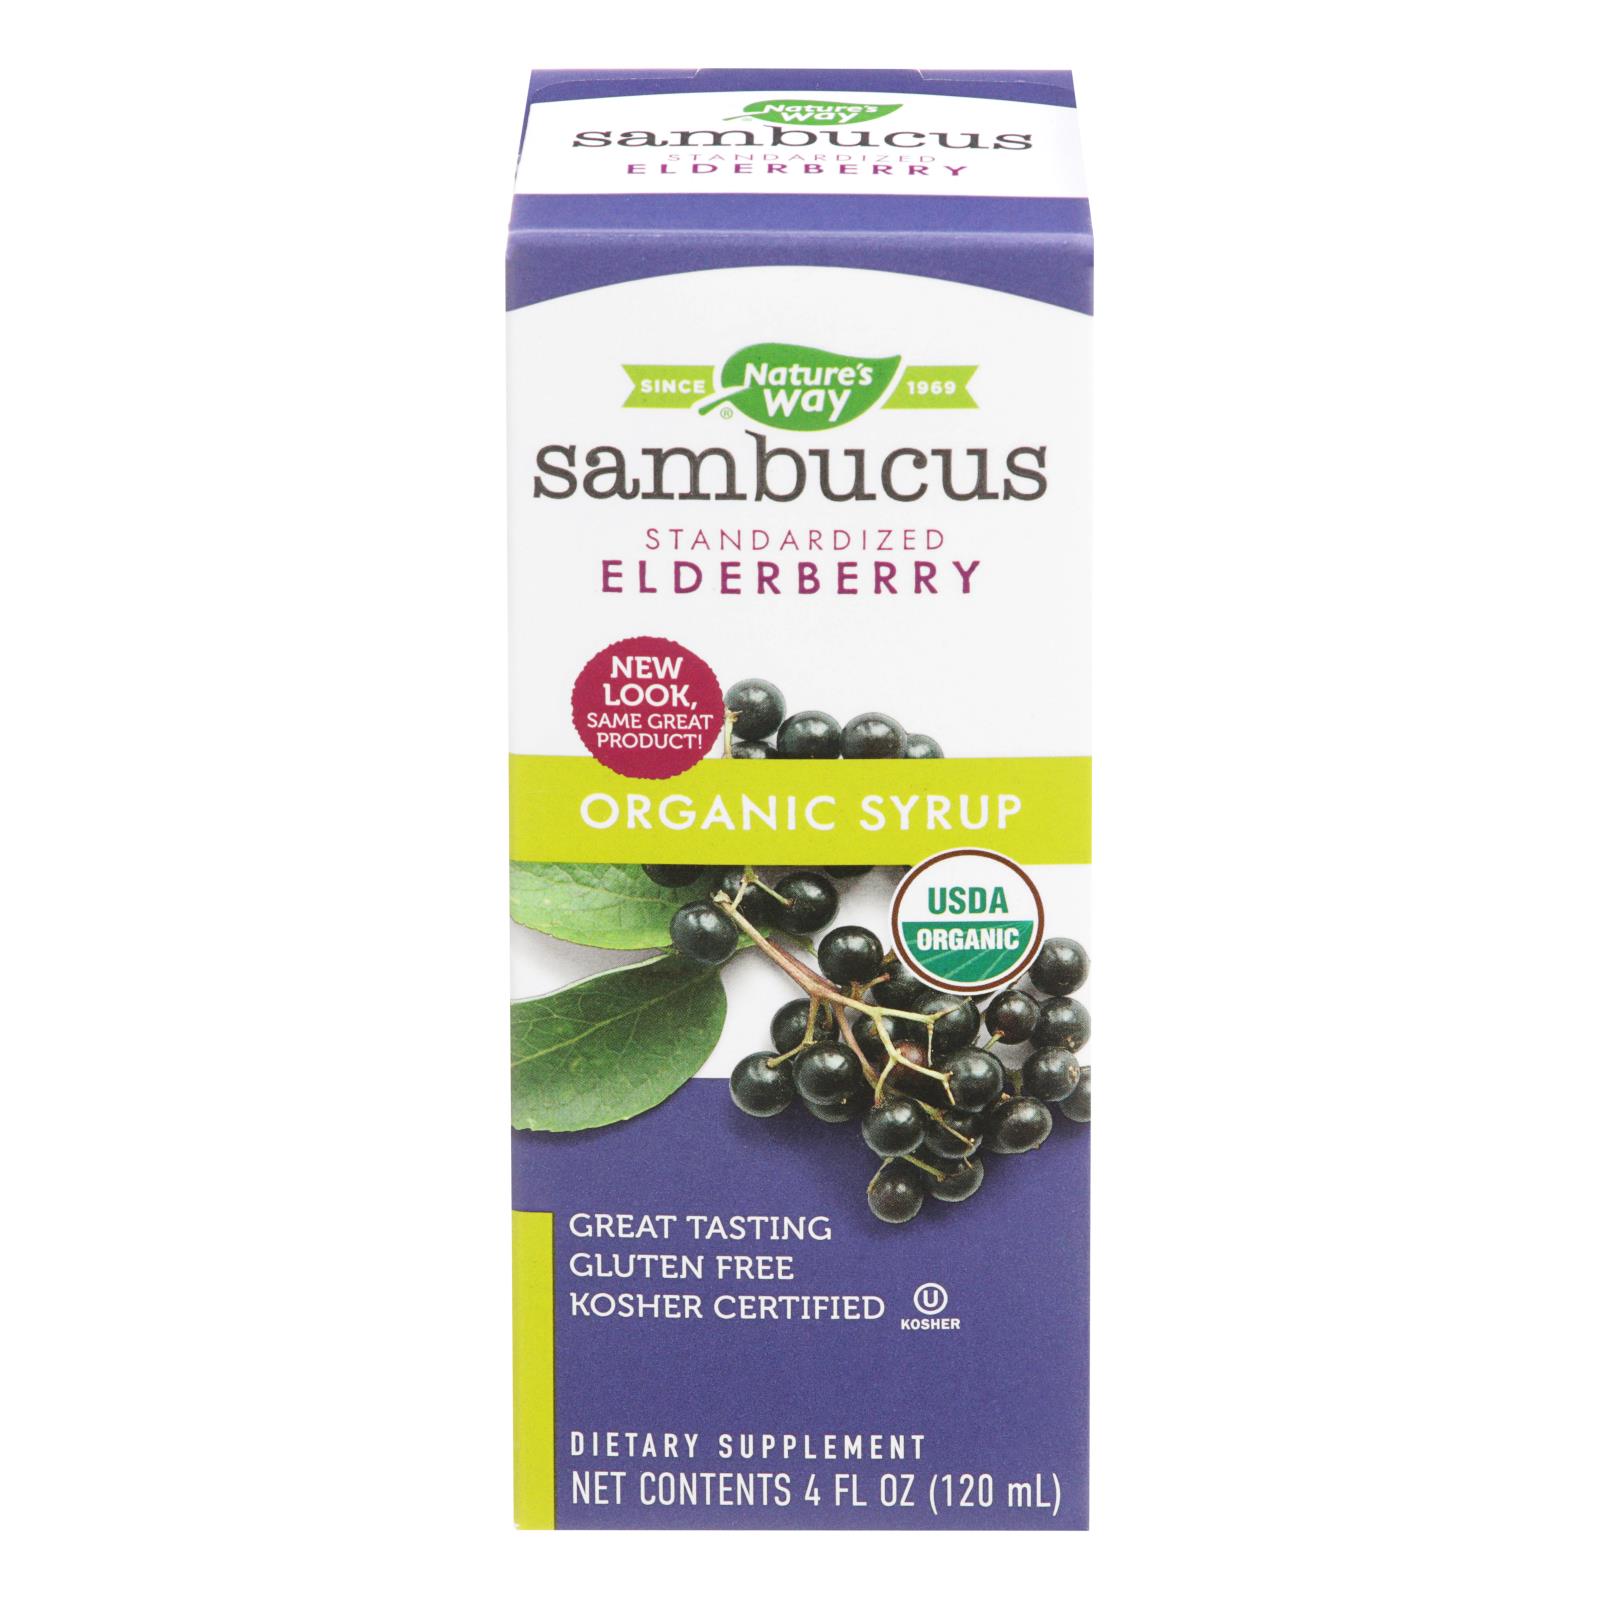 Nature's
Way
®
sambucus
STANDARDIZED
ELDERBERRY
SINCE
Nature's
Way
®
1969
sambucus
STANDARDIZED
ELDERBERRY
NEW
LOOK,
SAME GREAT
PRODUCT!
ORGANIC SYRUP
USDA
ORGANIC
GREAT TASTING
GLUTEN FREE
KOSHER CERTIFIED
U
KOSHER
DIETARY SUPPLEMENT
NET CONTENTS 4 FL OZ (120 mL)